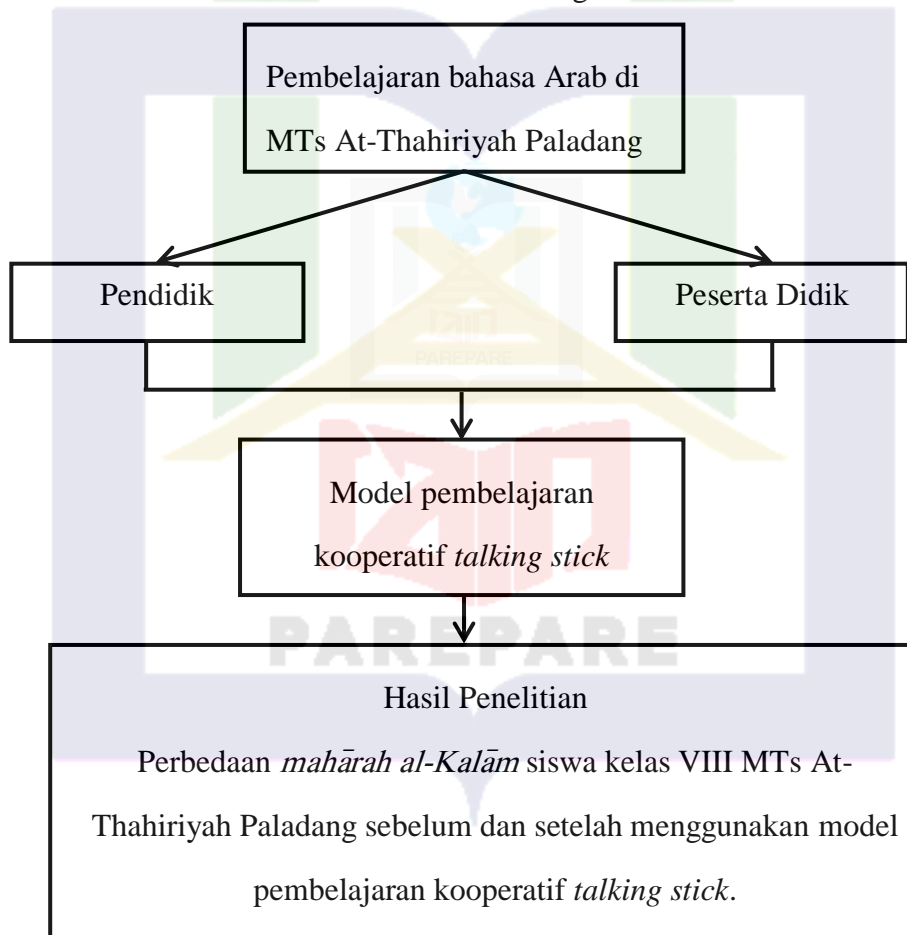 Pembelajaran bahasa Arab di
MTs At-Thahiriyah Paladang
Pendidik
Peserta Didik
PAREPARE
Model pembelajaran
kooperatif talking stick
PAREPARE
Hasil Penelitian
Perbedaan mahārah al-Kalām siswa kelas VIII MTs At-
Thahiriyah Paladang sebelum dan setelah menggunakan model
pembelajaran kooperatif talking stick.